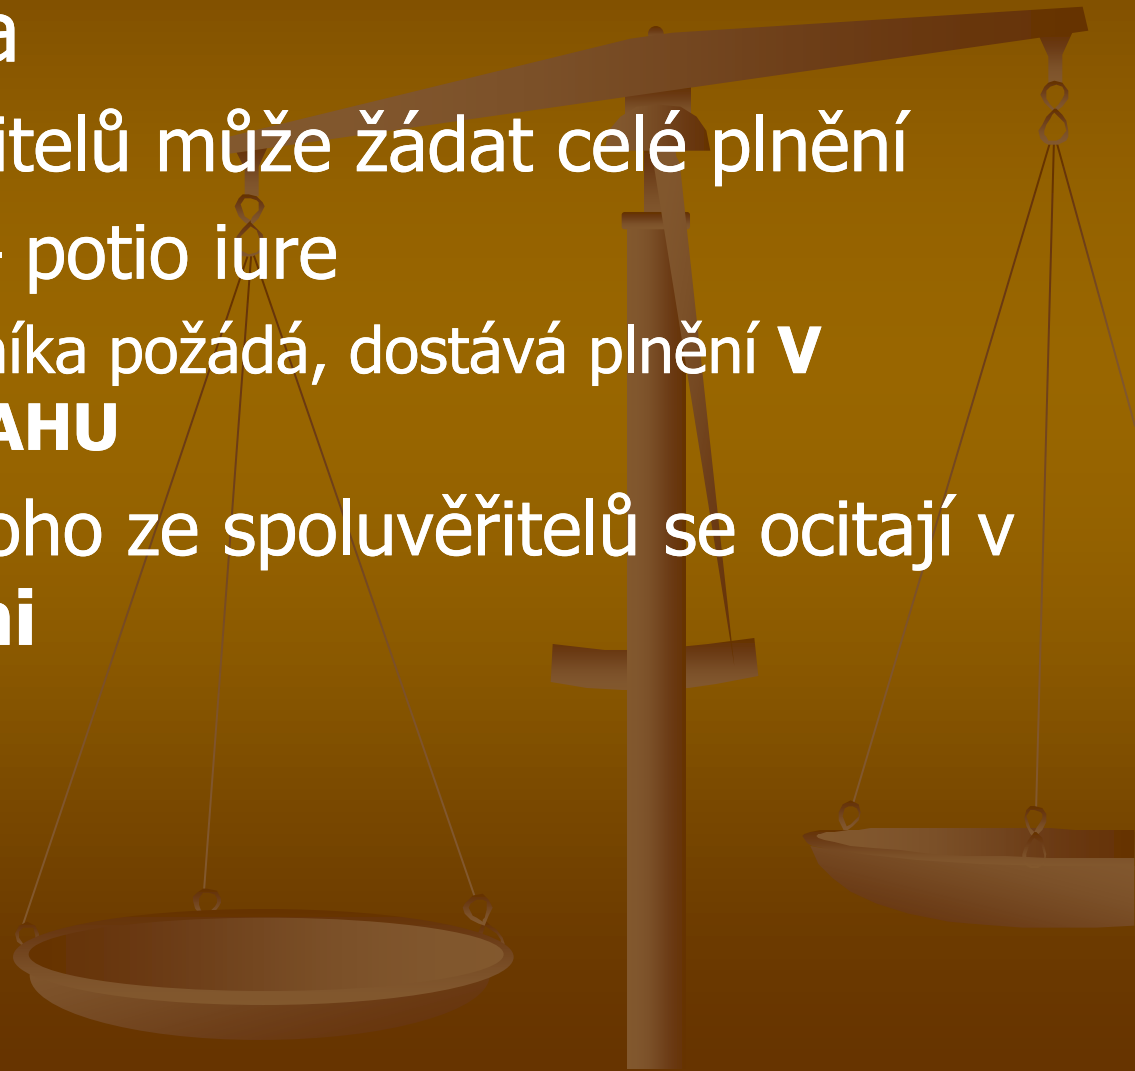 a
itelů může žádat celé plnění
- potio iure
níka požádá, dostává plnění V
AHU
oho ze spoluvěřitelů se ocitají v
ni